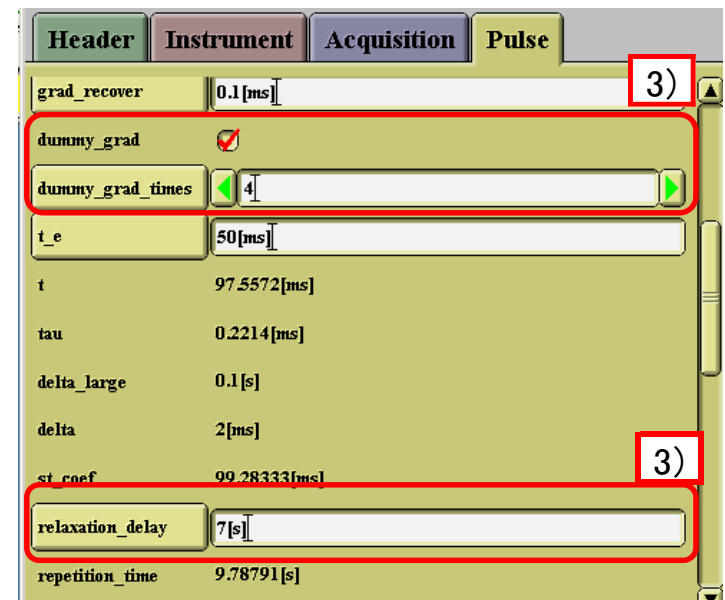 Header Instrument Acquisition Pulse
3)
grad_recover 0.1[ms]
dummy_grad
dummy_grad_times 4
t_e 50[ms]
t 97.5572[ms]
tau 0.2214[ms]
delta_large 0.1[s]
delta 2[ms]
3)
st_coef 99.28333[ms]
relaxation_delay 7[s]
repetition_time 9.78791[s]